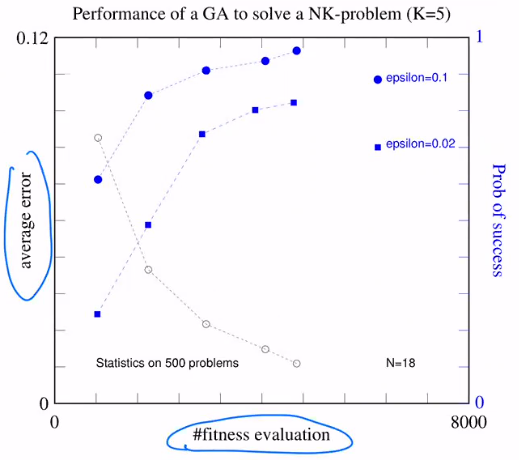 Performance of a GA to solve a NK-problem (K=5)
0.12
1
epsilon=0.1
epsilon=0.02
average error
Prob of success
Statistics on 500 problems
N=18
0
0
0
8000
#fitness evaluation